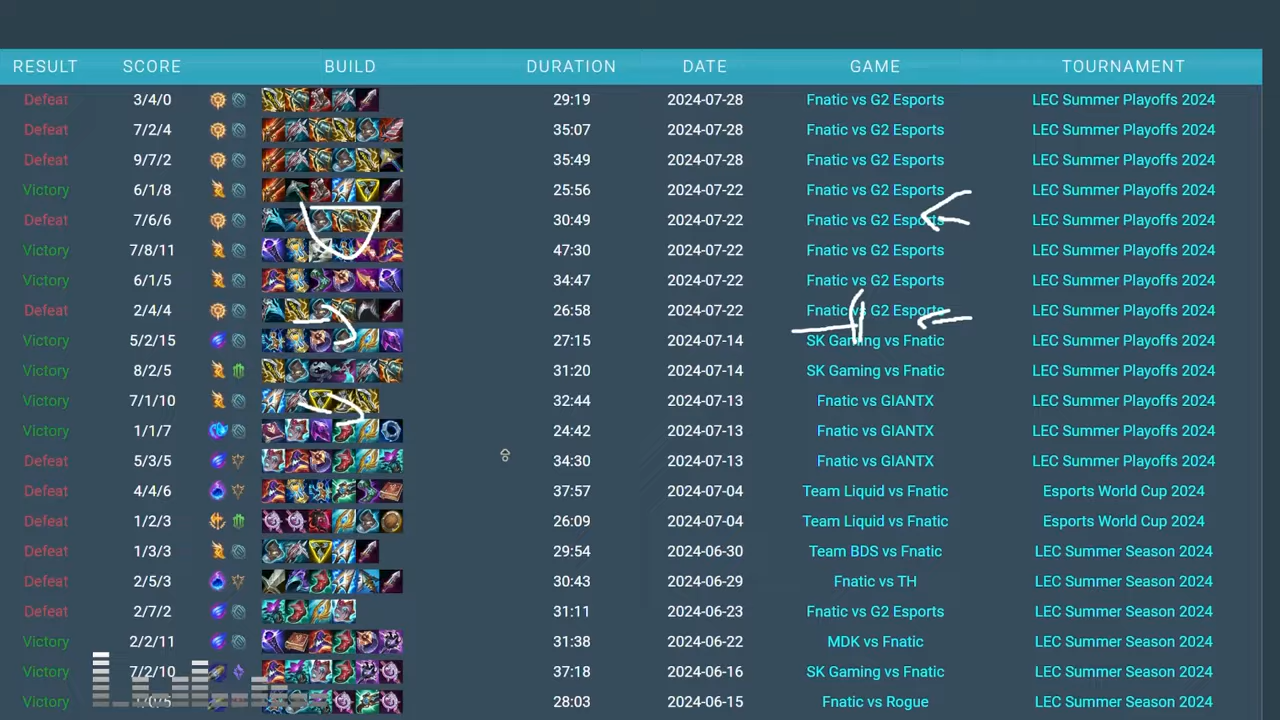 RESULT SCORE BUILD DURATION DATE GAME TOURNAMENT
Defeat 3/4/0 29:19 2024-07-28 Fnatic vs G2 Esports LEC Summer Playoffs 2024
Defeat 7/2/4 35:07 2024-07-28 Fnatic vs G2 Esports LEC Summer Playoffs 2024
Defeat 9/7/2 35:49 2024-07-28 Fnatic vs G2 Esports LEC Summer Playoffs 2024
Victory 6/1/8 25:56 2024-07-22 Fnatic vs G2 Esports LEC Summer Playoffs 2024
Defeat 7/6/6 30:49 2024-07-22 Fnatic vs G2 Esports LEC Summer Playoffs 2024
Victory 7/8/11 47:30 2024-07-22 Fnatic vs G2 Esports LEC Summer Playoffs 2024
Victory 6/1/5 34:47 2024-07-22 Fnatic vs G2 Esports LEC Summer Playoffs 2024
Defeat 2/4/4 26:58 2024-07-22 Fnatic vs G2 Esports LEC Summer Playoffs 2024
Victory 5/2/15 27:15 2024-07-14 SK Gaming vs Fnatic LEC Summer Playoffs 2024
Victory 8/2/5 31:20 2024-07-14 SK Gaming vs Fnatic LEC Summer Playoffs 2024
Victory 7/1/10 32:44 2024-07-13 Fnatic vs GIANTX LEC Summer Playoffs 2024
Victory 1/1/7 24:42 2024-07-13 Fnatic vs GIANTX LEC Summer Playoffs 2024
Defeat 5/3/5 34:30 2024-07-13 Fnatic vs GIANTX LEC Summer Playoffs 2024
Defeat 4/4/6 37:57 2024-07-04 Team Liquid vs Fnatic Esports World Cup 2024
Defeat 1/2/3 26:09 2024-07-04 Team Liquid vs Fnatic Esports World Cup 2024
Defeat 1/3/3 29:54 2024-06-30 Team BDS vs Fnatic LEC Summer Season 2024
Defeat 2/5/3 30:43 2024-06-29 Fnatic vs TH LEC Summer Season 2024
Defeat 2/7/2 31:11 2024-06-23 Fnatic vs G2 Esports LEC Summer Season 2024
Victory 2/2/11 31:38 2024-06-22 MDK vs Fnatic LEC Summer Season 2024
Victory 7/2/10 37:18 2024-06-16 SK Gaming vs Fnatic LEC Summer Season 2024
Victory 28:03 2024-06-15 Fnatic vs Rogue LEC Summer Season 2024